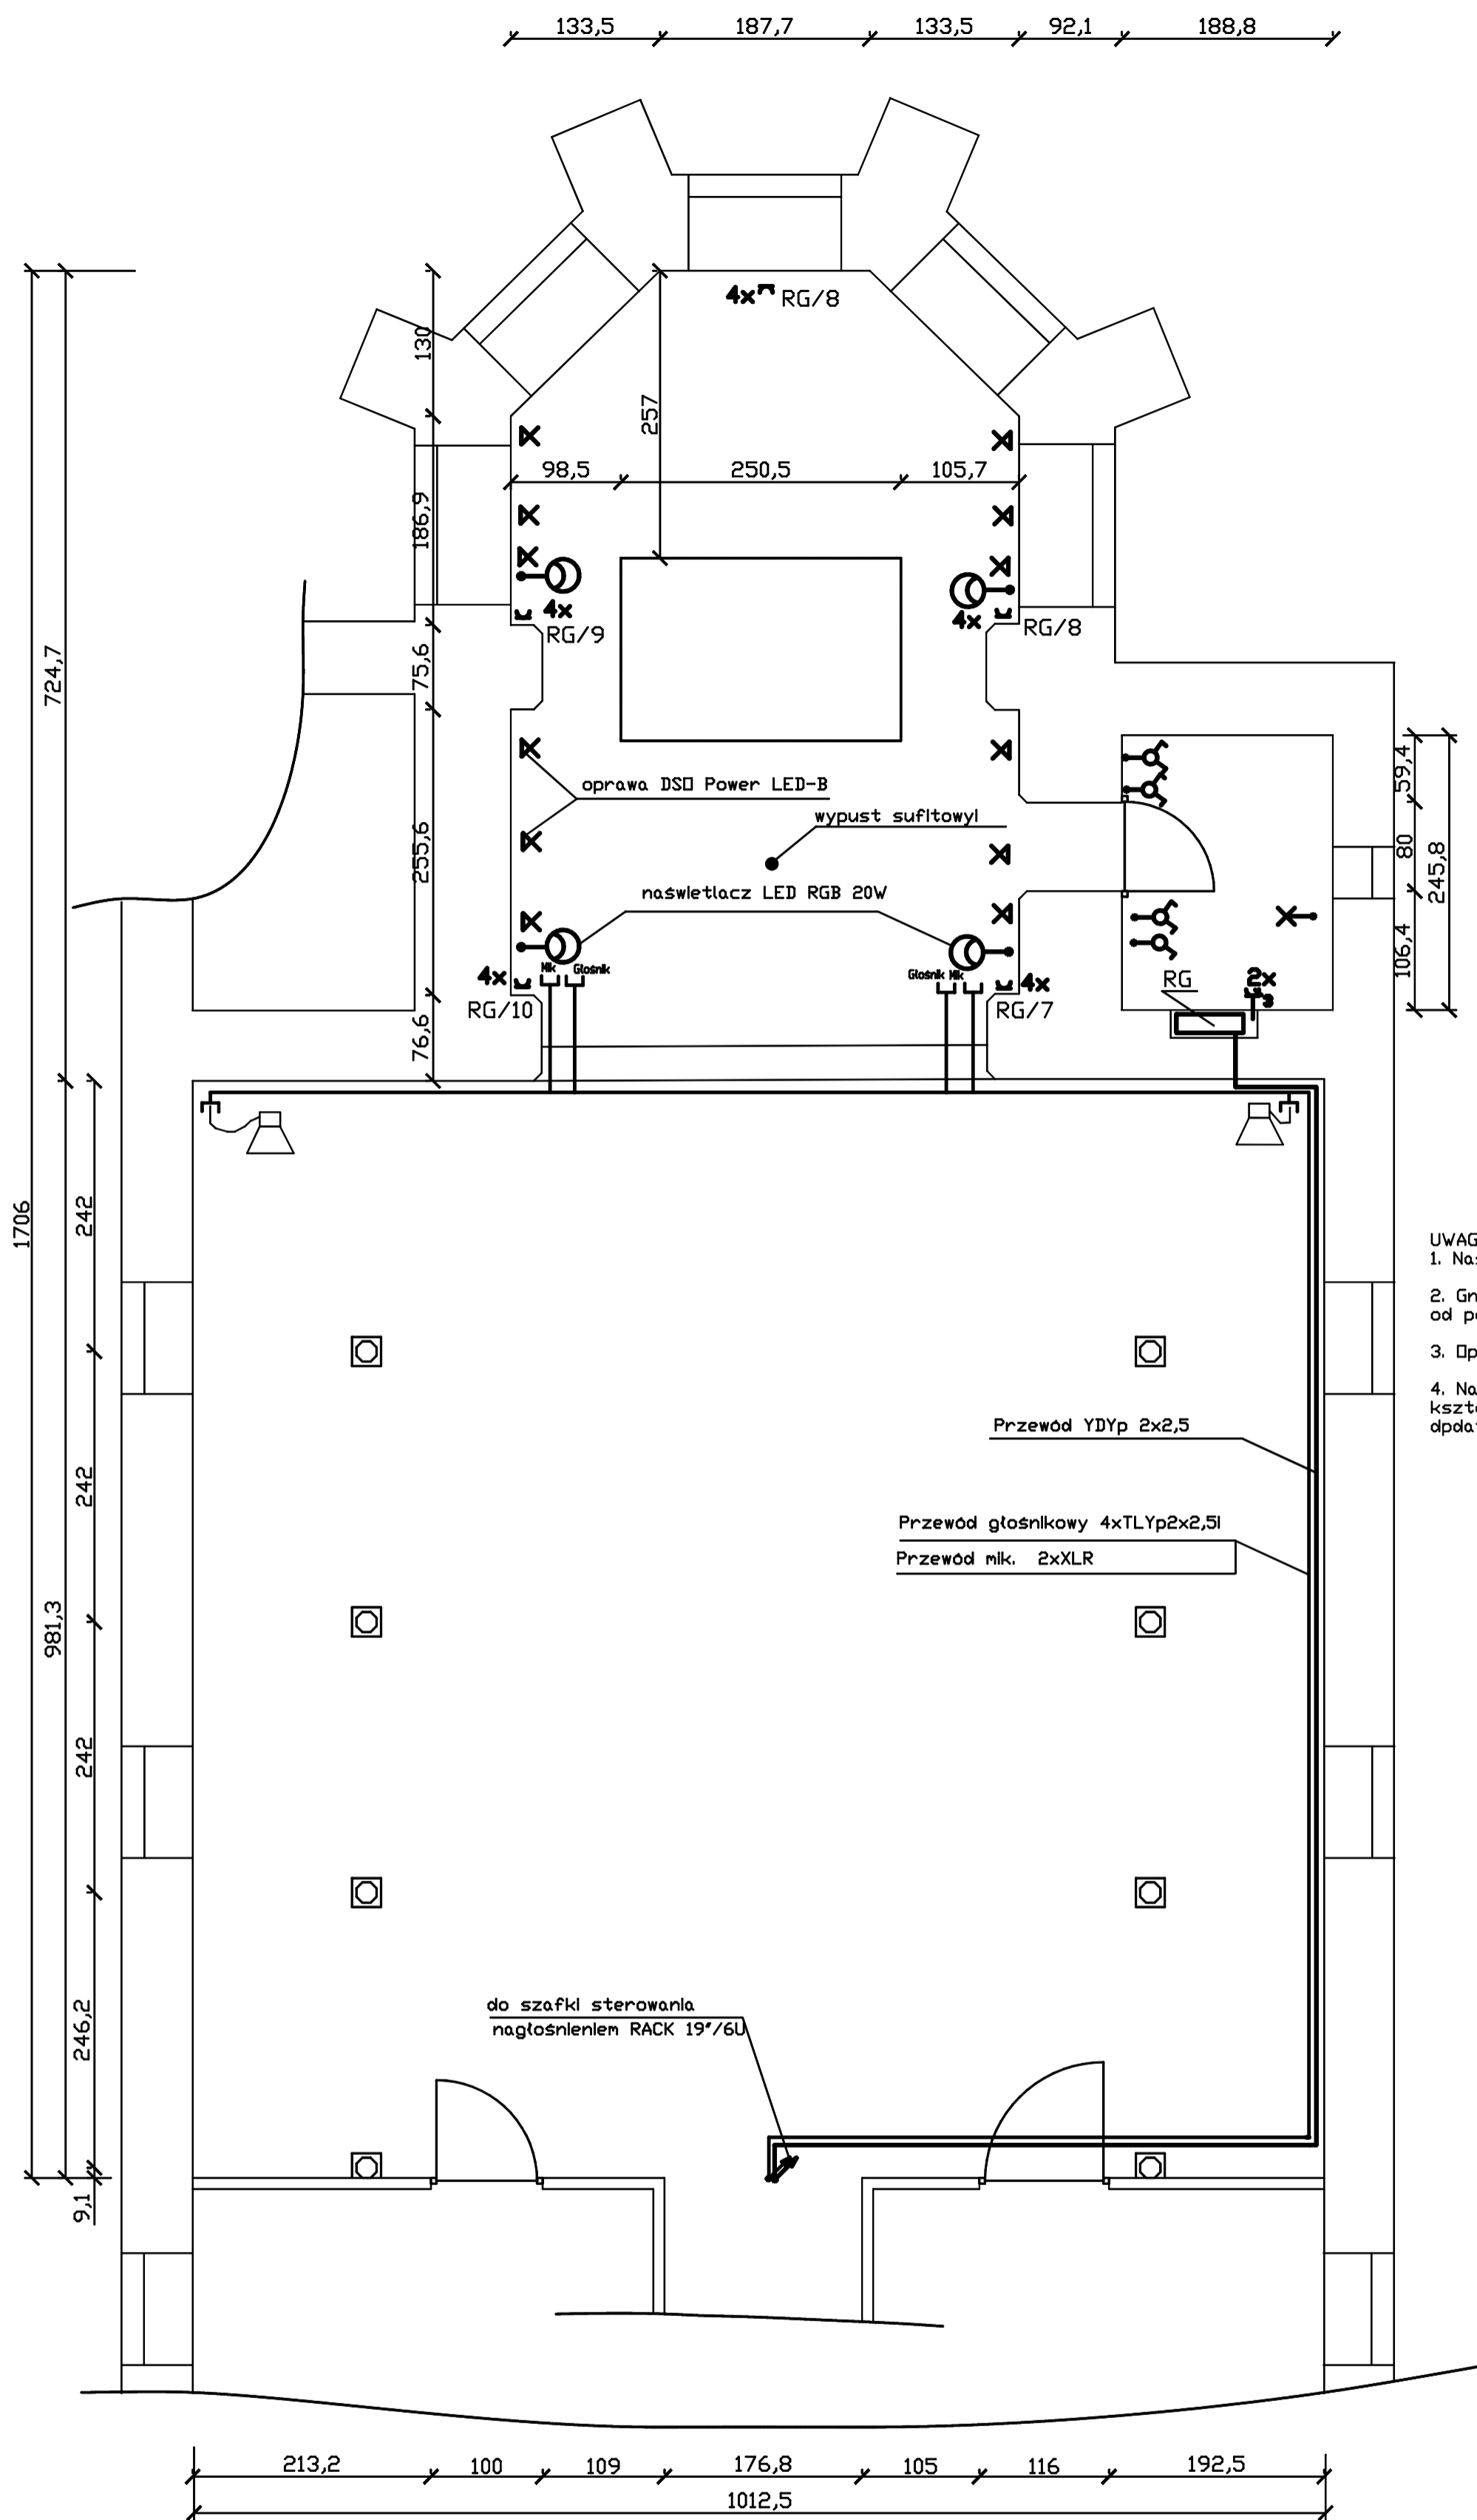 133,5 187,7 133,5 92,1 188,8
4x RG/8
130
257
98,5 250,5 105,7
186,9
4x
RG/9
4x
RG/8
724,7
75,6
59,4
oprawa DSO Power LED-B
wypust sufitowyi
80
245,8
255,6
naświetlacz LED RGB 20W
106,4
4x
Mik Głośnik
Głośnik Mik
4x
RG/10
RG/7
RG
2x
3
76,6
1706
242
UWAG
1. Naś
2. Gn
od po
3. Op
4. Na
kszta
dpda
242
Przewód YDYp 2x2,5
Przewód głośnikowy 4xTLYp2x2,5i
Przewód mik. 2xXLR
981,3
242
246,2
do szafki sterowania
nagłośnieniem RACK 19"/6U
9,1
213,2 100 109 176,8 105 116 192,5
1012,5